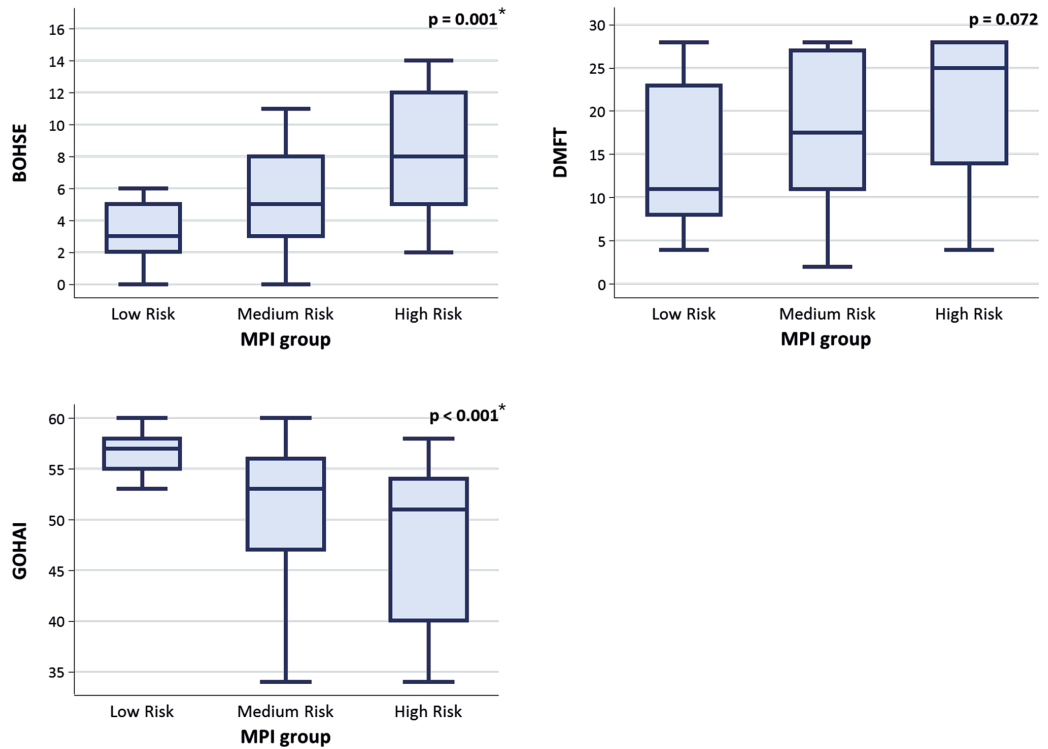 p = 0.001*
16
14
12
10
8
6
4
2
0
BOHSE
Low Risk Medium Risk High Risk
MPI group
p = 0.072
30
25
20
15
10
5
0
DMFT
Low Risk Medium Risk High Risk
MPI group
p < 0.001*
60
55
50
45
40
35
GOHAI
Low Risk Medium Risk High Risk
MPI group